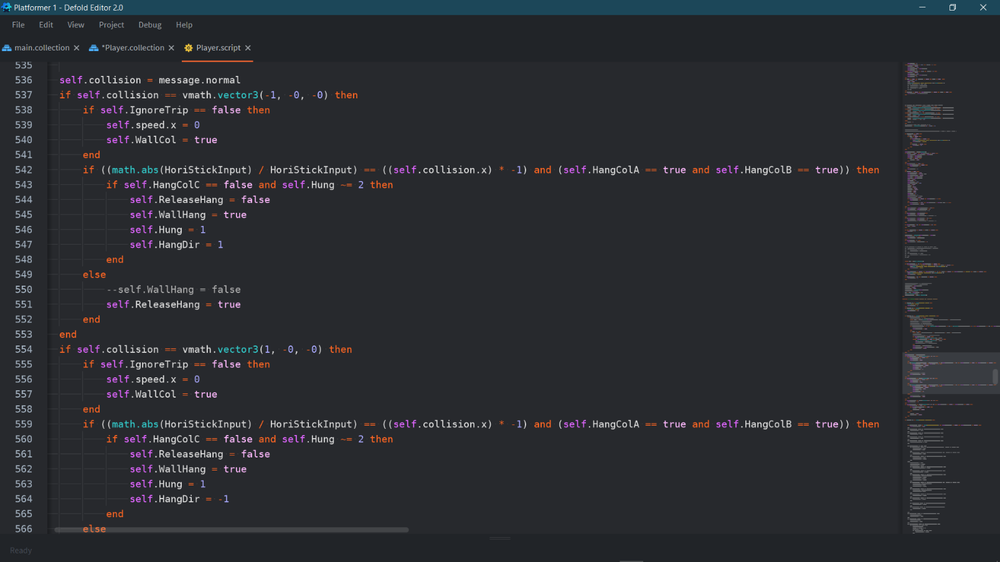 Platformer 1 - Defold Editor 2.0
File Edit View Project Debug Help
main.collection *Player.collection Player.script
535
536 self.collision = message.normal
537 if self.collision == vmath.vector3(-1, -0, -0) then
538 if self.IgnoreTrip == false then
539 self.speed.x = 0
540 self.WallCol = true
541 end
542 if ((math.abs(HoriStickInput) / HoriStickInput) == ((self.collision.x) * -1) and (self.HangColA == true and self.HangColB == true)) then
543 if self.HangColC == false and self.Hung ~= 2 then
544 self.ReleaseHang = false
545 self.WallHang = true
546 self.Hung = 1
547 self.HangDir = 1
548 end
549 else
550 --self.WallHang = false
551 self.ReleaseHang = true
552 end
553 end
554 if self.collision == vmath.vector3(1, -0, -0) then
555 if self.IgnoreTrip == false then
556 self.speed.x = 0
557 self.WallCol = true
558 end
559 if ((math.abs(HoriStickInput) / HoriStickInput) == ((self.collision.x) * -1) and (self.HangColA == true and self.HangColB == true)) then
560 if self.HangColC == false and self.Hung ~= 2 then
561 self.ReleaseHang = false
562 self.WallHang = true
563 self.Hung = 1
564 self.HangDir = -1
565 end
566 else
Ready